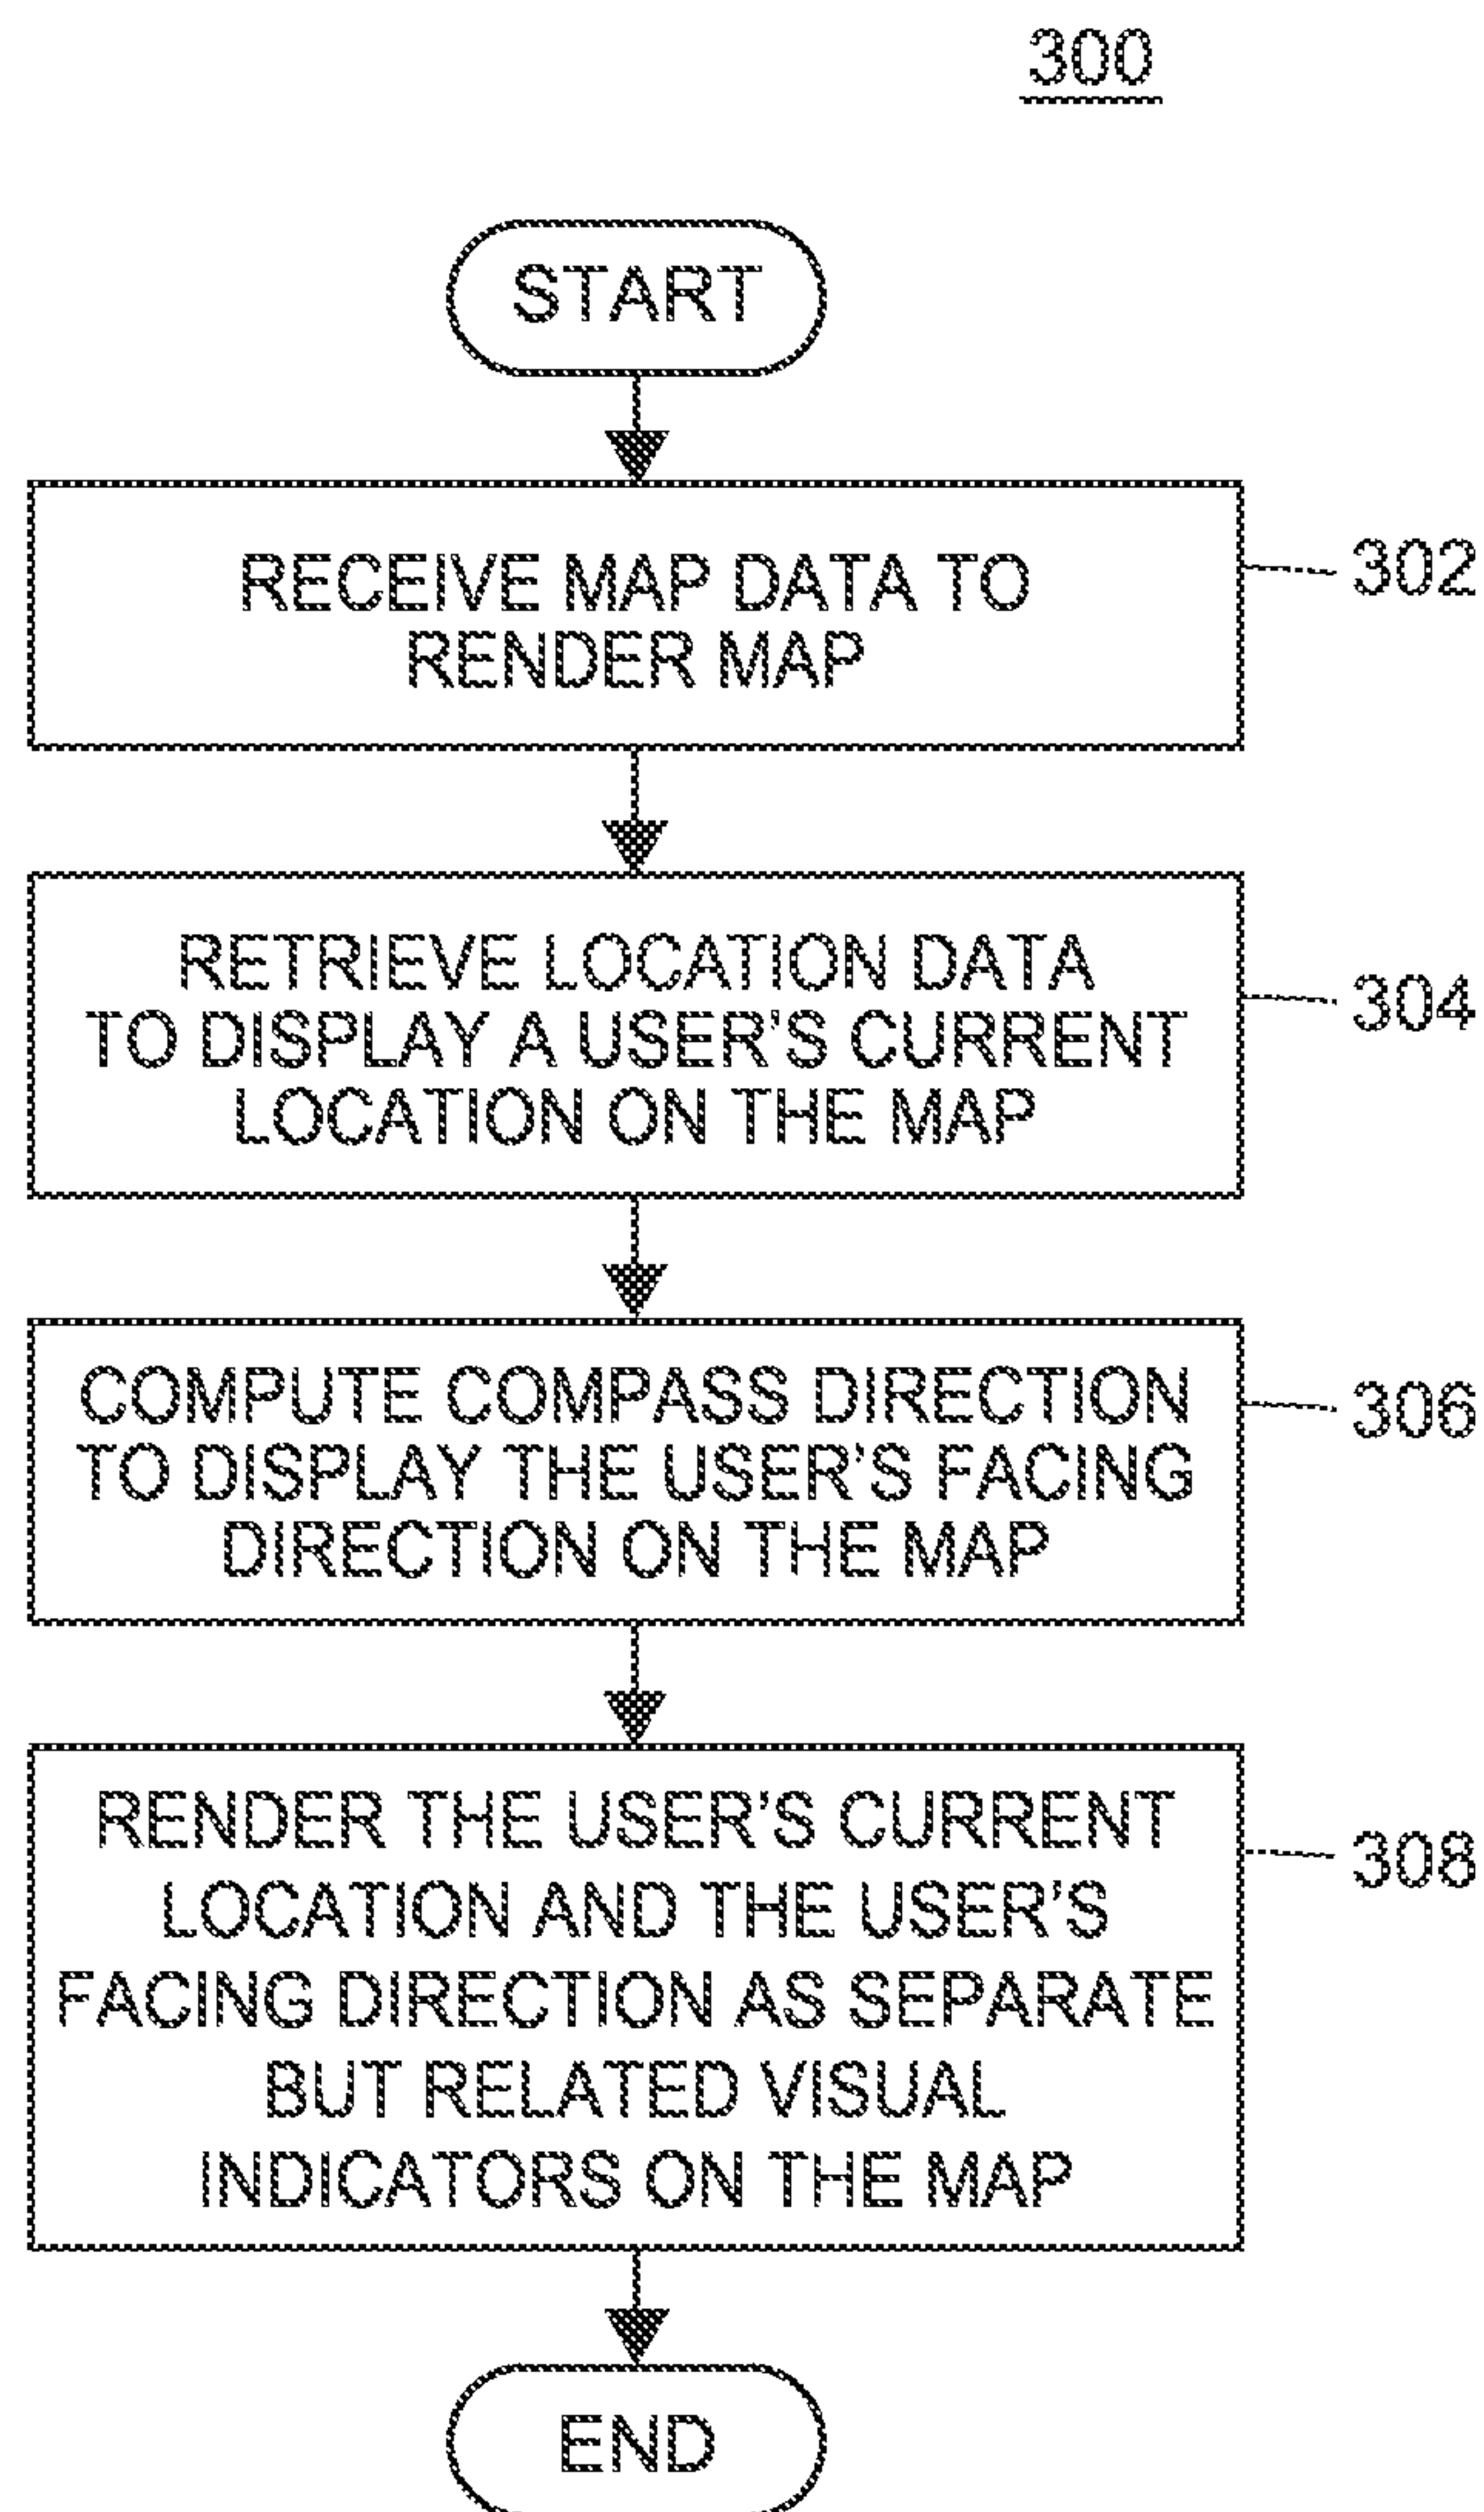 300
START
RECEIVE MAP DATA TO
RENDER MAP
302
RETRIEVE LOCATION DATA
TO DISPLAY A USER'S CURRENT
LOCATION ON THE MAP
304
COMPUTE COMPASS DIRECTION
TO DISPLAY THE USER'S FACING
DIRECTION ON THE MAP
306
RENDER THE USER'S CURRENT
LOCATION AND THE USER'S
FACING DIRECTION AS SEPARATE
BUT RELATED VISUAL
INDICATORS ON THE MAP
308
END